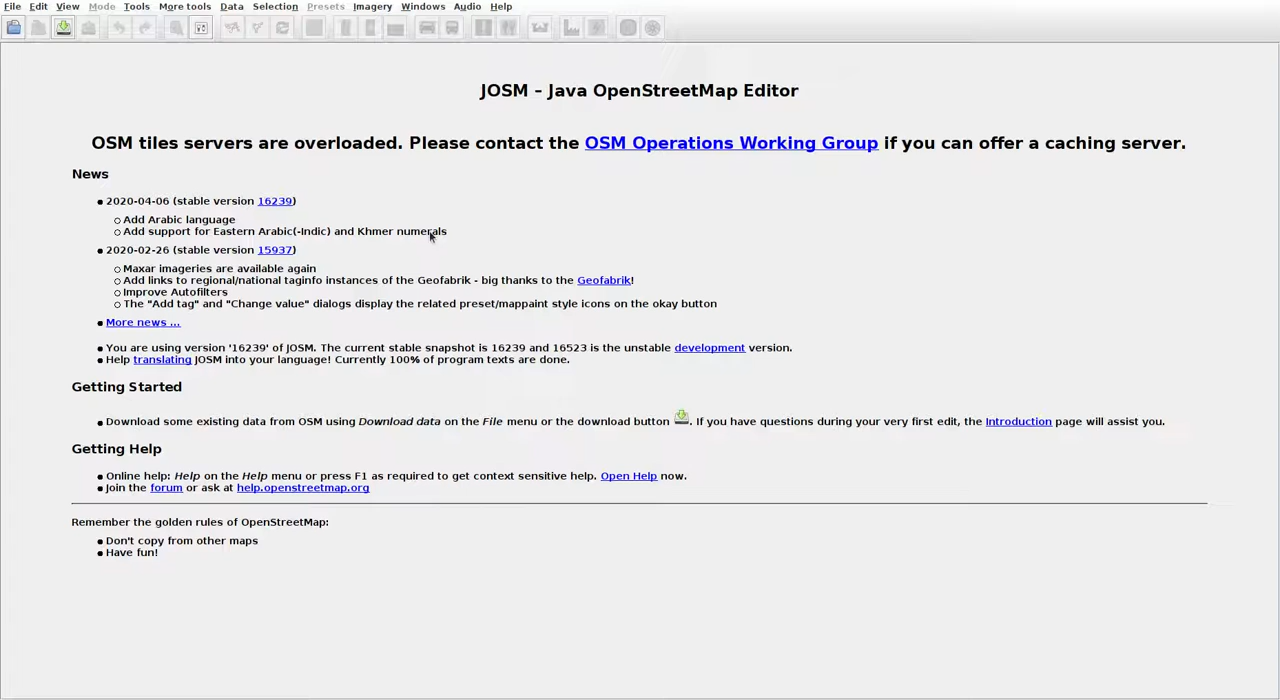 File Edit View Mode Tools More tools Data Selection Presets Imagery Windows Audio Help
JOSM – Java OpenStreetMap Editor
OSM tiles servers are overloaded. Please contact the OSM Operations Working Group if you can offer a caching server.
News
2020-04-06 (stable version 16239)
Add Arabic language
Add support for Eastern Arabic(-Indic) and Khmer numerals
2020-02-26 (stable version 15937)
Maxar imageries are available again
Add links to regional/national taginfo instances of the Geofabrik - big thanks to the Geofabrik!
Improve Autofilters
The "Add tag" and "Change value" dialogs display the related preset/mappaint style icons on the okay button
More news ...
You are using version '16239' of JOSM. The current stable snapshot is 16239 and 16523 is the unstable development version.
Help translating JOSM into your language! Currently 100% of program texts are done.
Getting Started
Download some existing data from OSM using Download data on the File menu or the download button . If you have questions during your very first edit, the Introduction page will assist you.
Getting Help
Online help: Help on the Help menu or press F1 as required to get context sensitive help. Open Help now.
Join the forum or ask at help.openstreetmap.org
Remember the golden rules of OpenStreetMap:
Don't copy from other maps
Have fun!